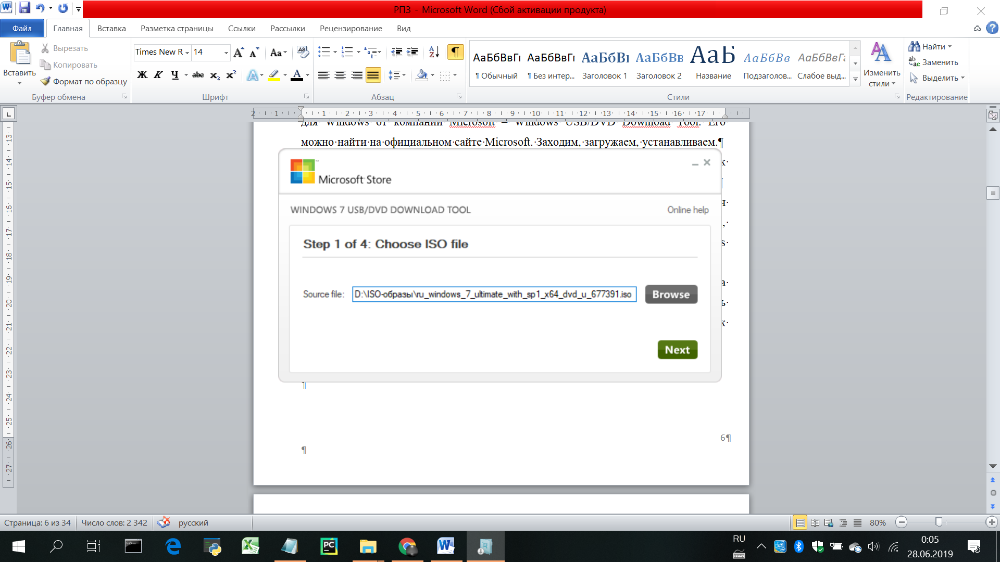 РПЗ - Microsoft Word (Сбой активации продукта)
Файл Главная Вставка Разметка страницы Ссылки Рассылки Рецензирование Вид
Вставить
Вырезать
Копировать
Формат по образцу
Буфер обмена
Times New R 14
Ж К Ч abc x₂ x²
Шрифт
Абзац
АаБбВвГг АаБбВвГг АаБбВі АаБбВв АаБ АаБбВв АаБбВвГг
¶ Обычный ¶ Без интер... Заголовок 1 Заголовок 2 Название Подзаголов... Слабое выд...
Изменить
стили
Стили
Найти
Заменить
Выделить
Редактирование
2 1 1 2 3 4 5 6 7 8 9 10 11 12 13 14 15 16 17
13 14 15 16 17 18 19 20 21 22 23 24 25 26 27
для Windows от компании Microsoft – Windows USB/DVD Download Tool. Его
можно найти на официальном сайте Microsoft. Заходим, загружаем, устанавливаем.¶
Microsoft Store
WINDOWS 7 USB/DVD DOWNLOAD TOOL Online help
Step 1 of 4: Choose ISO file
Source file: D:\ISO-образы\ru_windows_7_ultimate_with_sp1_x64_dvd_u_677391.iso Browse
Next
¶
6¶
¶
Страница: 6 из 34 Число слов: 2 342 русский 80%
RU
0:05
28.06.2019